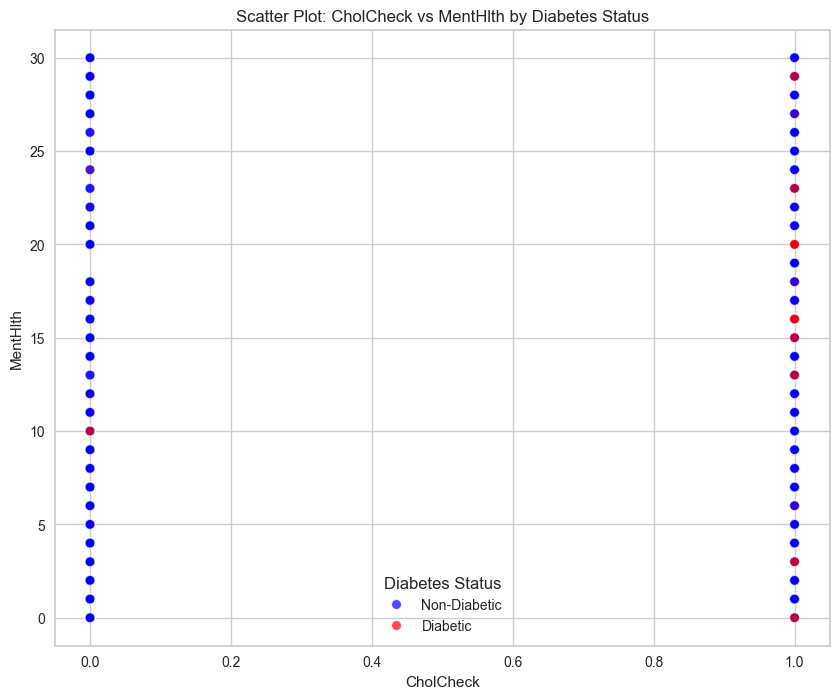 Scatter Plot: CholCheck vs MentHlth by Diabetes Status
30
25
20
15
10
5
0
MentHlth
Diabetes Status
Non-Diabetic
Diabetic
0.0 0.2 0.4 0.6 0.8 1.0
CholCheck